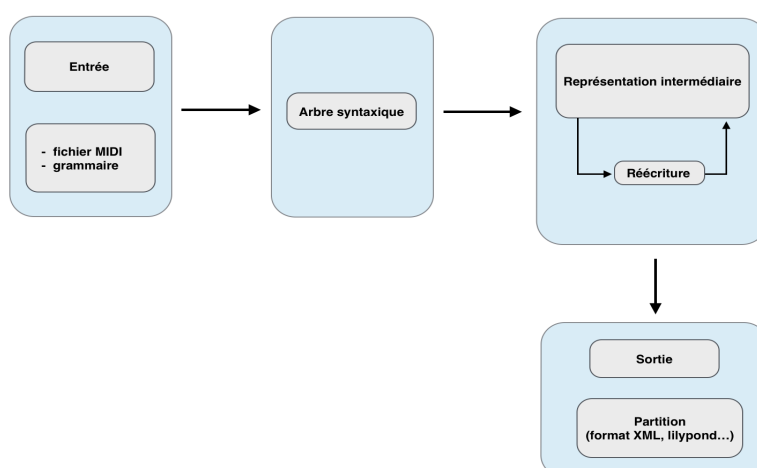 Entrée
- fichier MIDI
- grammaire
Arbre syntaxique
Représentation intermédiaire
Réécriture
Sortie
Partition
(format XML, lilypond…)